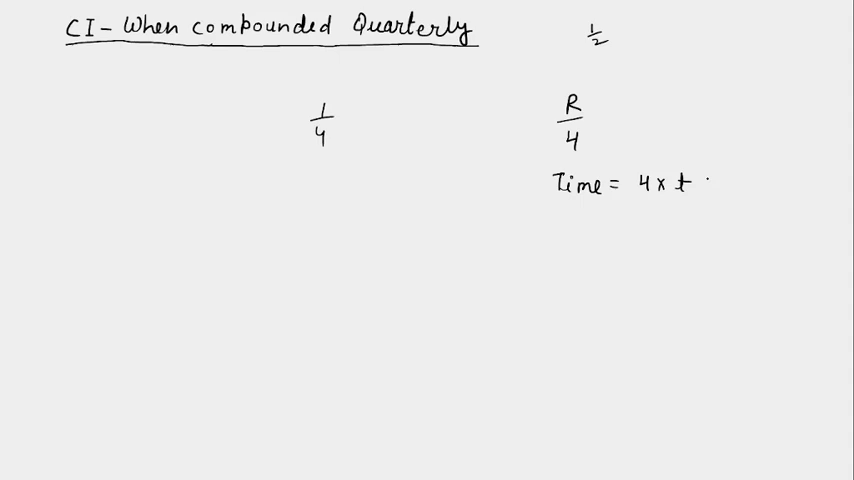 CI - When compounded Quarterly
1/2
1/4
R/4
Time = 4 x t